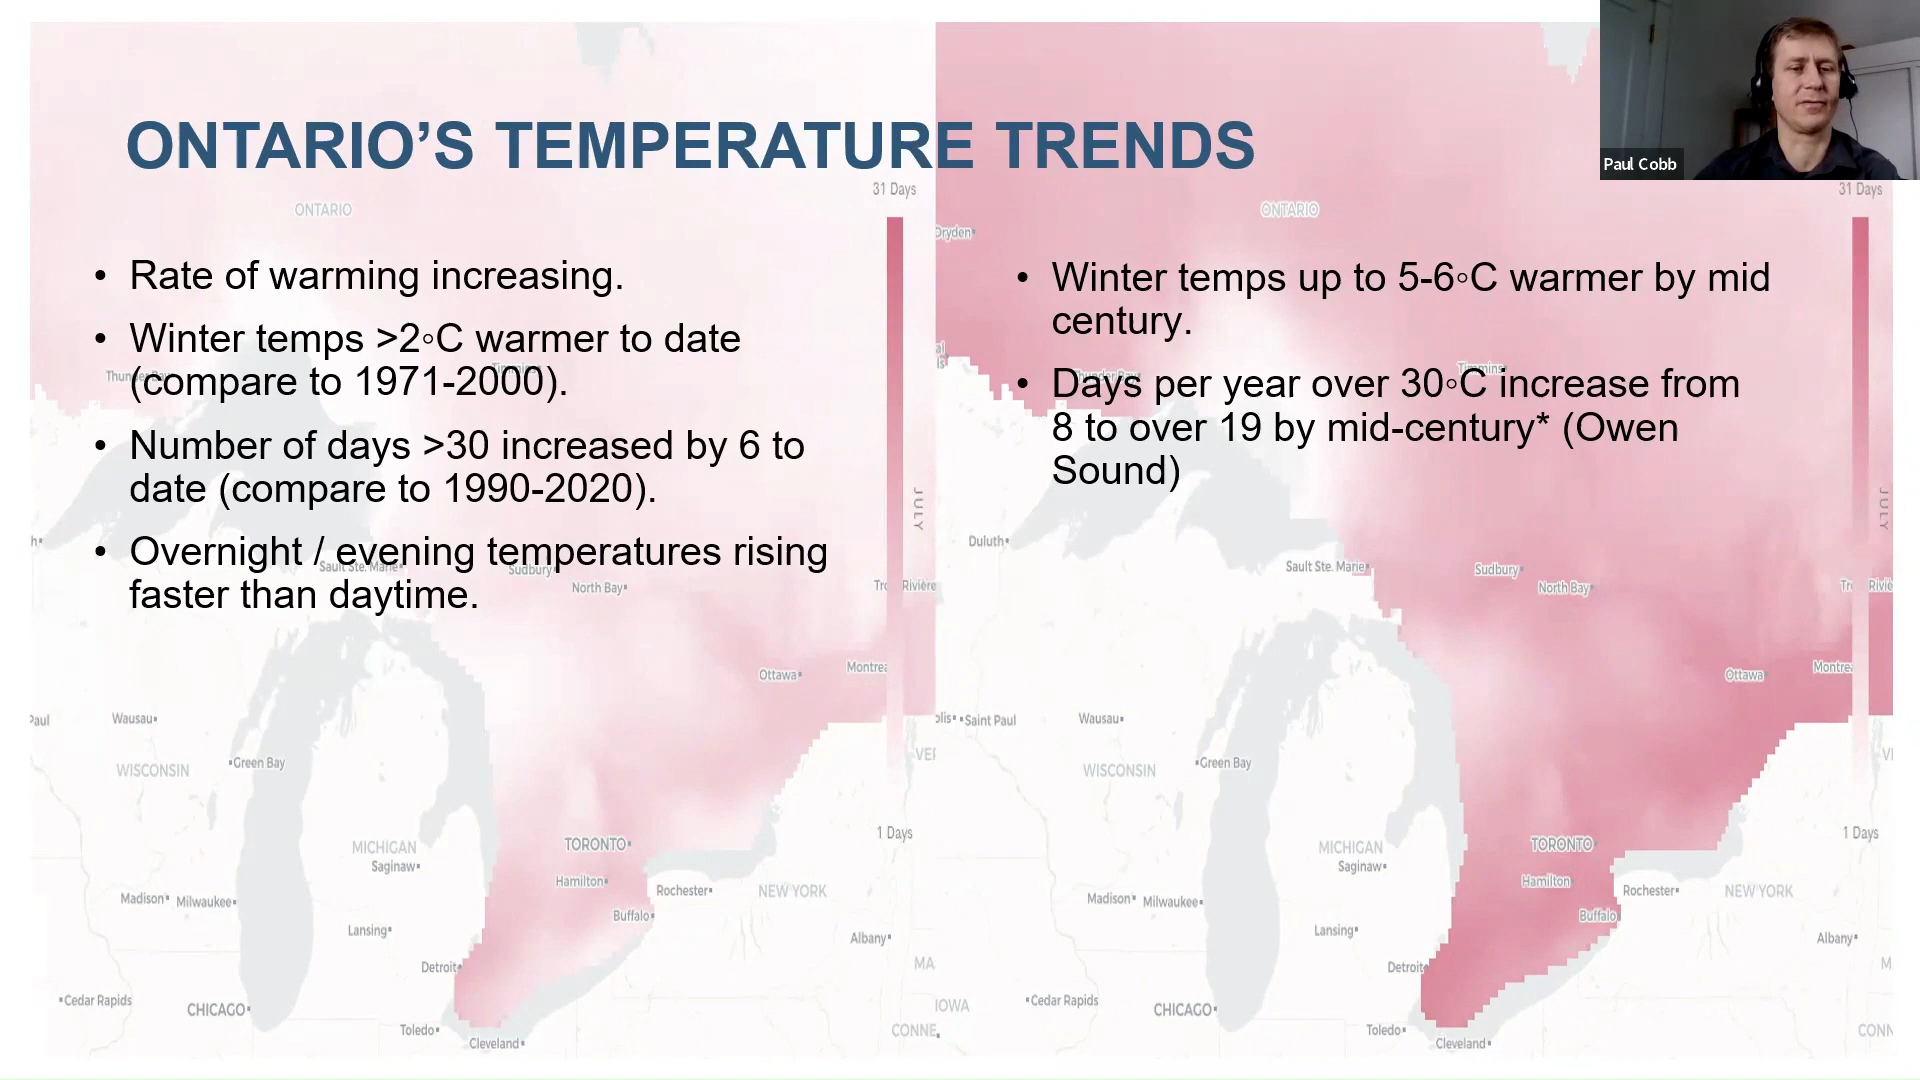 ONTARIO’S TEMPERATURE TRENDS
Paul Cobb
• Rate of warming increasing.
• Winter temps >2◦C warmer to date
(compare to 1971-2000).
• Number of days >30 increased by 6 to
date (compare to 1990-2020).
• Overnight / evening temperatures rising
faster than daytime.
• Winter temps up to 5-6◦C warmer by mid
century.
• Days per year over 30◦C increase from
8 to over 19 by mid-century* (Owen
Sound)
31 Days
ONTARIO
Timmins
JULY
Sault Ste. Marie
Sudbury
North Bay
Ottawa
Wausau
WISCONSIN
Green Bay
MICHIGAN
Saginaw
TORONTO
Hamilton
1 Days
Madison
Milwaukee
Rochester
NEW YORK
Lansing
Buffalo
Albany
Detroit
Cedar Rapids
CHICAGO
Toledo
Cleveland
31 Days
ONTARIO
Dryden
Timmins
JULY
Duluth
Sault Ste. Marie
Sudbury
North Bay
Ottawa
Saint Paul
Wausau
WISCONSIN
Green Bay
MICHIGAN
Saginaw
TORONTO
Hamilton
1 Days
Madison
Milwaukee
Rochester
NEW YORK
Lansing
Buffalo
Albany
Detroit
IOWA
Cedar Rapids
CHICAGO
Toledo
Cleveland